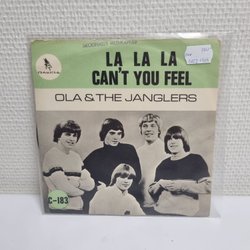 LA LA LA
CAN'T YOU FEEL
OLA & THE JANGLERS
C-183